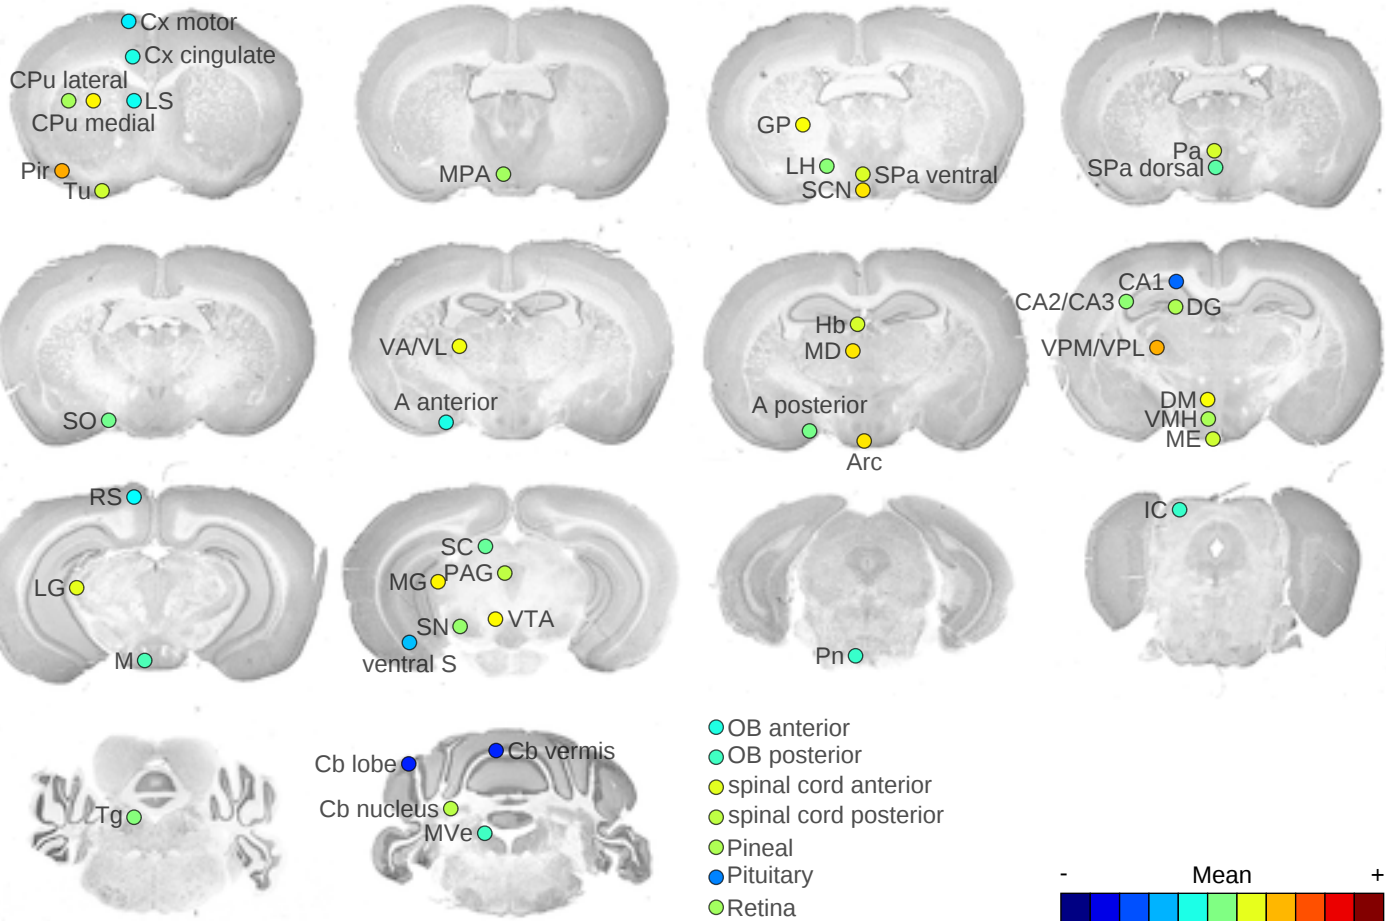 Cx motor
Cx cingulate
CPu lateral
LS
CPu medial
Pir
Tu
MPA
GP
LH
SPa ventral
SCN
Pa
SPa dorsal
SO
VA/VL
A anterior
Hb
MD
A posterior
Arc
CA1
CA2/CA3
DG
VPM/VPL
DM
VMH
ME
RS
LG
M
SC
MG
PAG
SN
VTA
ventral S
Pn
IC
Tg
Cb lobe
Cb vermis
Cb nucleus
MVe
OB anterior
OB posterior
spinal cord anterior
spinal cord posterior
Pineal
Pituitary
Retina
- Mean +